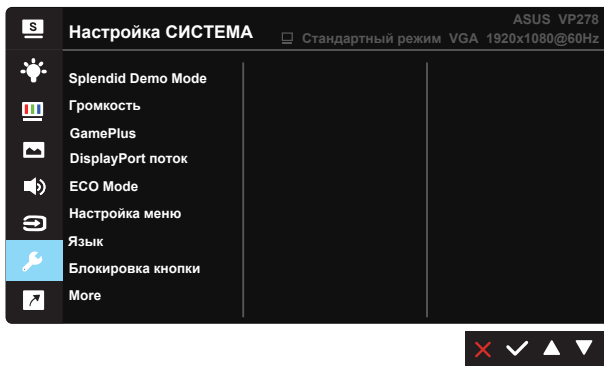 S
ASUS VP278
Настройка СИСТЕМА
Стандартный режим VGA 1920x1080@60Hz
Splendid Demo Mode
Громкость
GamePlus
DisplayPort поток
ECO Mode
Настройка меню
Язык
Блокировка кнопки
More